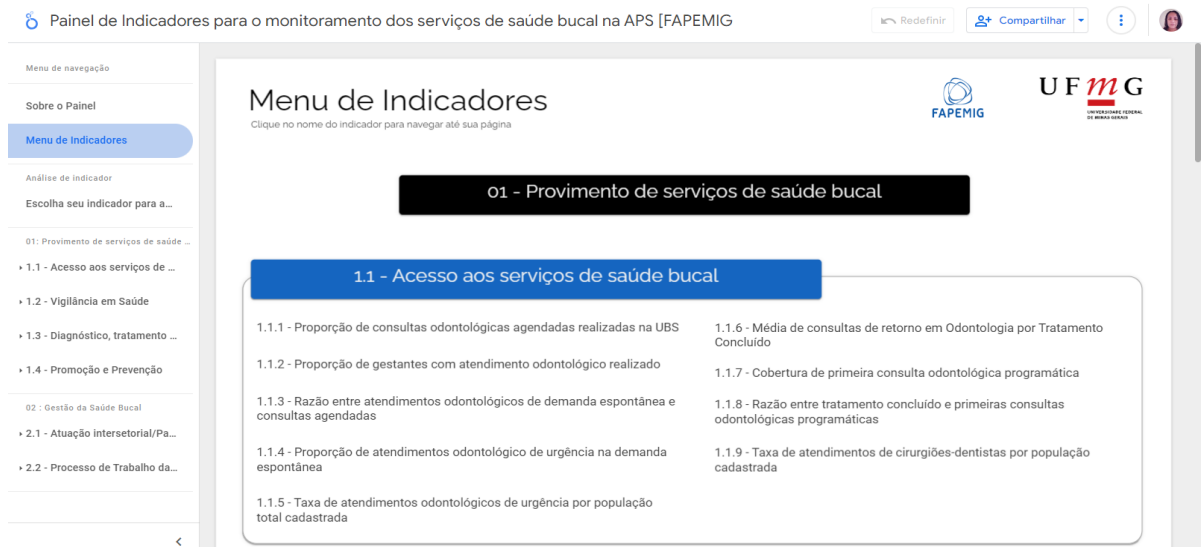 Painel de Indicadores para o monitoramento dos serviços de saúde bucal na APS [FAPEMIG
Redefinir
Compartilhar
Menu de navegação
Sobre o Painel
Menu de Indicadores
Análise de indicador
Escolha seu indicador para a...
01: Provimento de serviços de saúde ...
1.1 - Acesso aos serviços de ...
1.2 - Vigilância em Saúde
1.3 - Diagnóstico, tratamento ...
1.4 - Promoção e Prevenção
02 : Gestão da Saúde Bucal
2.1 - Atuação intersetorial/Pa...
2.2 - Processo de Trabalho da...
Menu de Indicadores
Clique no nome do indicador para navegar até sua página
FAPEMIG
UFmG
UNIVERSIDADE FEDERAL
DE MINAS GERAIS
01 - Provimento de serviços de saúde bucal
1.1 - Acesso aos serviços de saúde bucal
1.1.1 - Proporção de consultas odontológicas agendadas realizadas na UBS
1.1.2 - Proporção de gestantes com atendimento odontológico realizado
1.1.3 - Razão entre atendimentos odontológicos de demanda espontânea e
consultas agendadas
1.1.4 - Proporção de atendimentos odontológico de urgência na demanda
espontânea
1.1.5 - Taxa de atendimentos odontológicos de urgência por população
total cadastrada
1.1.6 - Média de consultas de retorno em Odontologia por Tratamento
Concluído
1.1.7 - Cobertura de primeira consulta odontológica programática
1.1.8 - Razão entre tratamento concluído e primeiras consultas
odontológicas programáticas
1.1.9 - Taxa de atendimentos de cirurgiões-dentistas por população
cadastrada